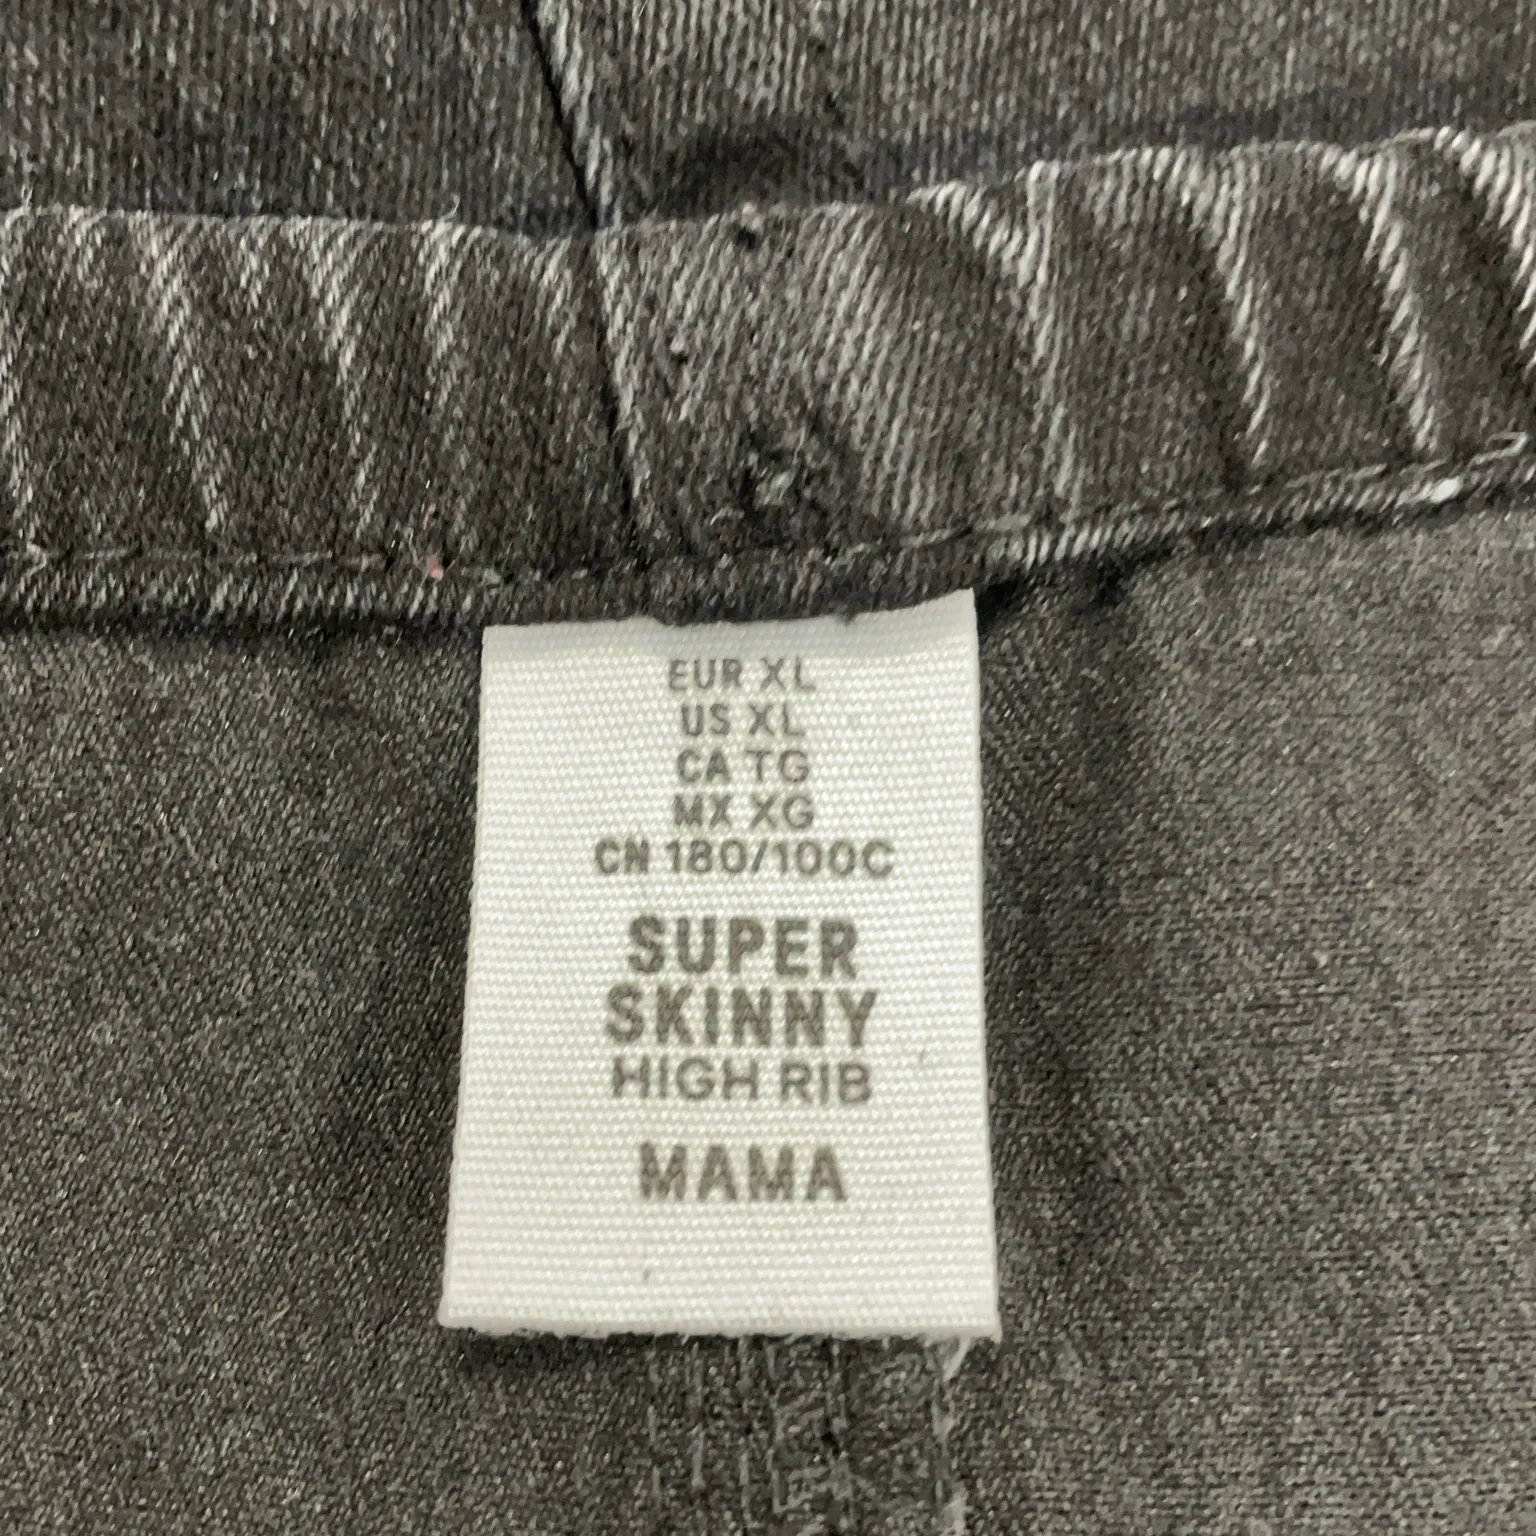 EUR XL
US XL
CA TG
MX XG
CN 180/100C
SUPER
SKINNY
HIGH RIB
MAMA